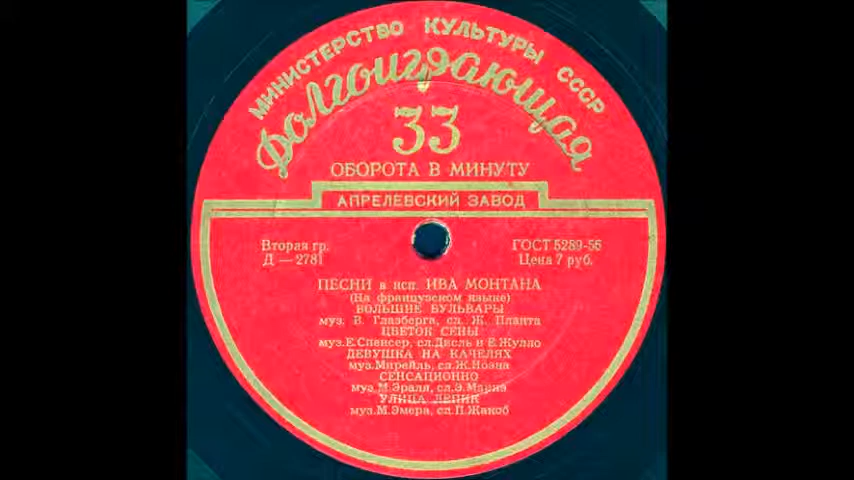 МИНИСТЕРСТВО КУЛЬТУРЫ СССР
Долгоиграющая
33
ОБОРОТА В МИНУТУ
АПРЕЛЕВСКИЙ ЗАВОД
Вторая гр.
Д — 2781
ГОСТ 5289-56
Цена 7 руб.
ПЕСНИ в исп. ИВА МОНТАНА
(На французском языке)
БОЛЬШИЕ БУЛЬВАРЫ
муз. В. Глазберга, сл. Ж. Планта
ЦВЕТОК СЕНЫ
муз. Е. Спенсер, сл. Дисль и Е. Жулло
ДЕВУШКА НА КАЧЕЛЯХ
муз. Мирейль, сл. Ж. Ноэна
СЕНСАЦИОННО
муз. М. Эраля, сл. Э. Марна
УЛИЦА ЛЕПИК
муз. М. Эмера, сл. П. Жакоб